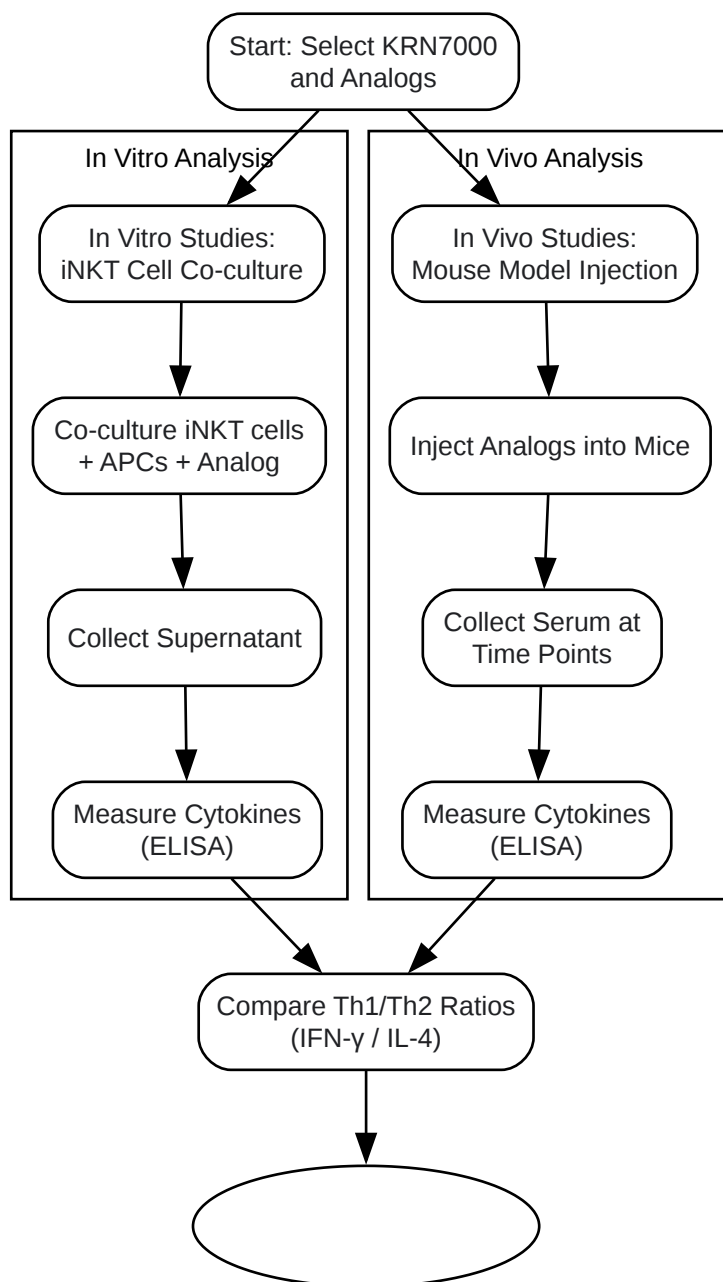 Start: Select KRN7000
and Analogs
In Vitro Analysis
In Vitro Studies:
iNKT Cell Co-culture
Co-culture iNKT cells
+ APCs + Analog
Collect Supernatant
Measure Cytokines
(ELISA)
In Vivo Analysis
In Vivo Studies:
Mouse Model Injection
Inject Analogs into Mice
Collect Serum at
Time Points
Measure Cytokines
(ELISA)
Compare Th1/Th2 Ratios
(IFN-γ / IL-4)